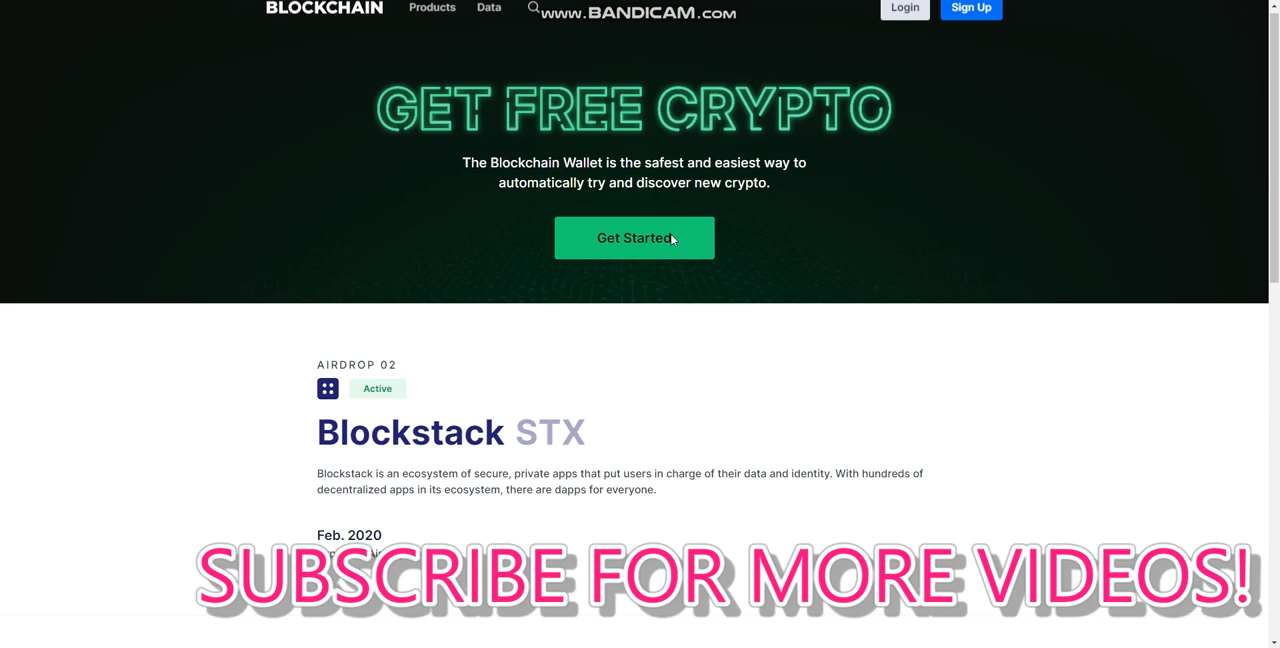 BLOCKCHAIN Products Data www.BANDICAM.com Login Sign Up
GET FREE CRYPTO
The Blockchain Wallet is the safest and easiest way to
automatically try and discover new crypto.
Get Started
AIRDROP 02
Active
Blockstack STX
Blockstack is an ecosystem of secure, private apps that put users in charge of their data and identity. With hundreds of
decentralized apps in its ecosystem, there are dapps for everyone.
Feb. 2020
SUBSCRIBE FOR MORE VIDEOS!